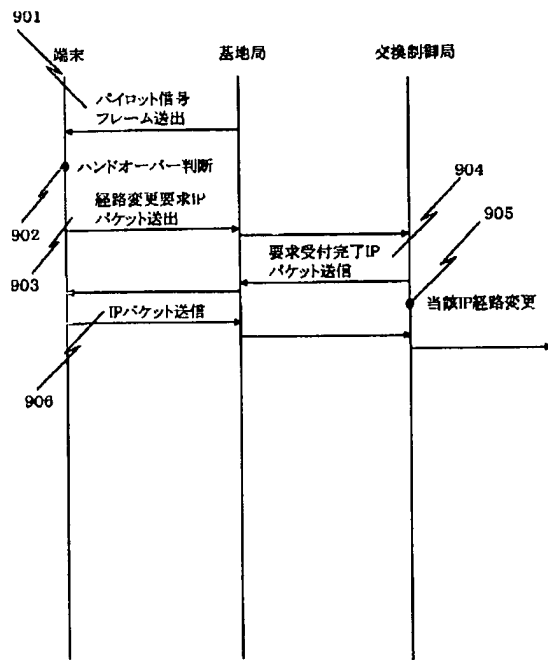 901
端末
基地局
交換制御局
パイロット信号
フレーム送出
ハンドオーバー判断
902
経路変更要求IP
パケット送出
903
904
905
要求受付完了IP
パケット送信
当該IP経路変更
IPパケット送信
906